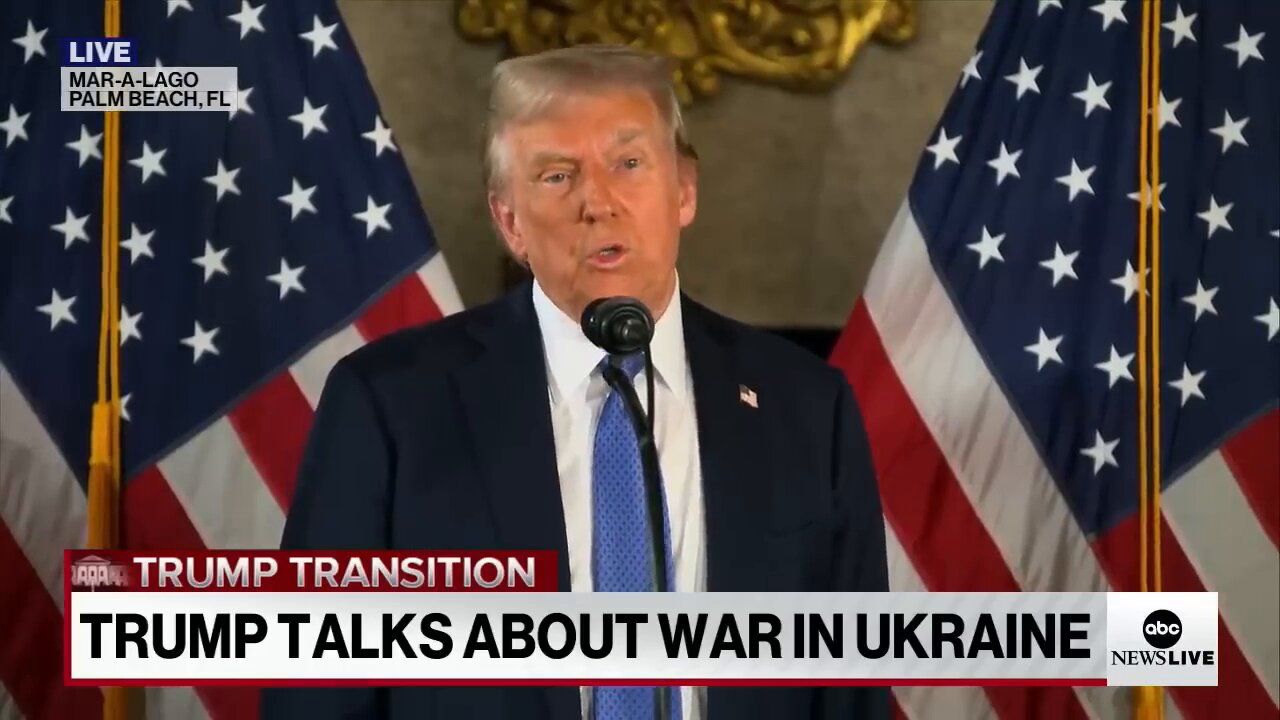 LIVE
MAR-A-LAGO
PALM BEACH, FL
TRUMP TRANSITION
TRUMP TALKS ABOUT WAR IN UKRAINE
abc
NEWS LIVE